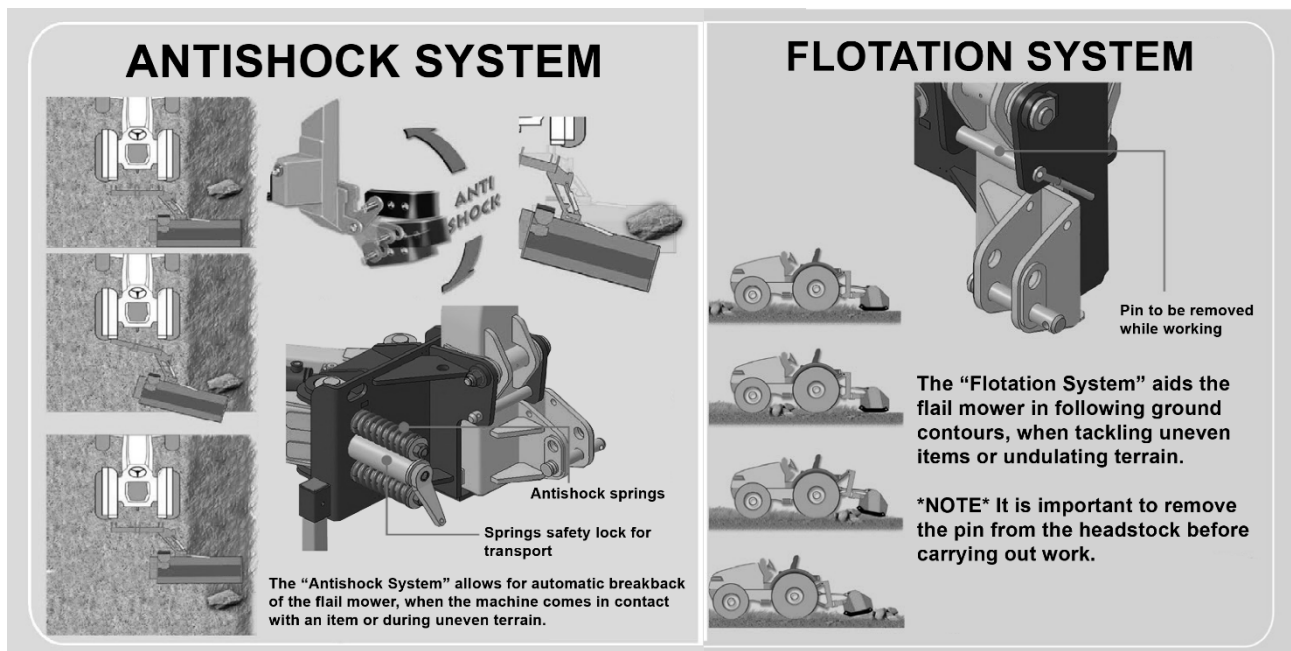 ANTISHOCK SYSTEM
ANTI
SHOCK
Antishock springs
Springs safety lock for
transport
The “Antishock System” allows for automatic breakback
of the flail mower, when the machine comes in contact
with an item or during uneven terrain.
FLOTATION SYSTEM
Pin to be removed
while working
The “Flotation System” aids the
flail mower in following ground
contours, when tackling uneven
items or undulating terrain.
*NOTE* It is important to remove
the pin from the headstock before
carrying out work.